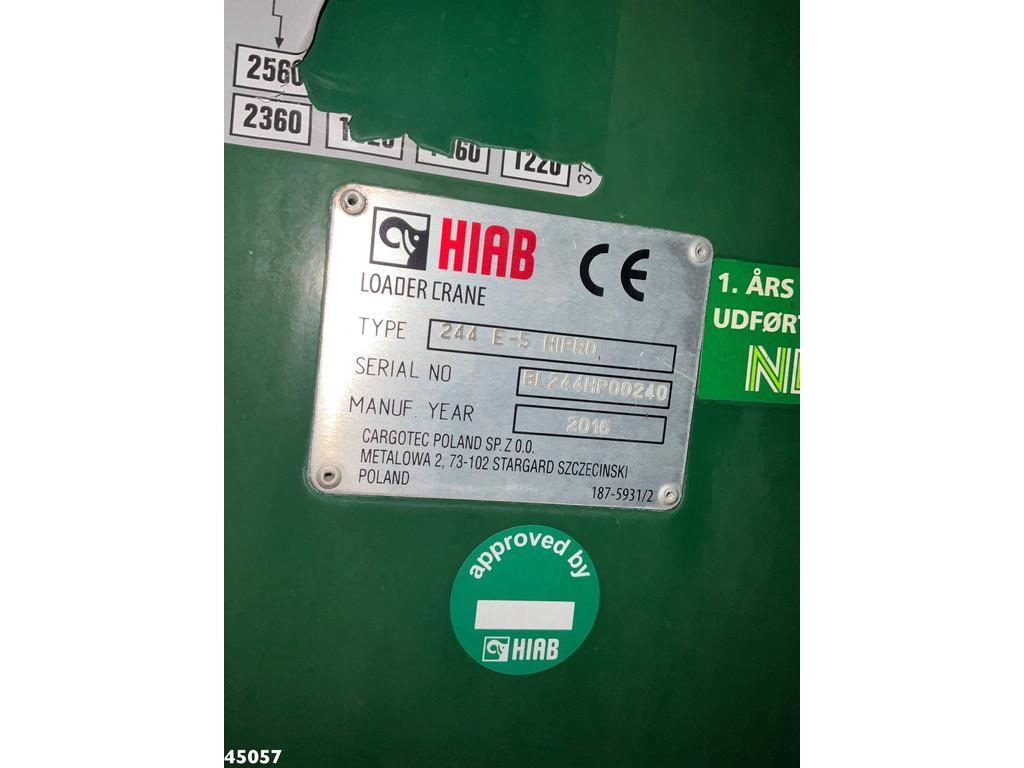 2560
2360
1220
37
HIAB
CE
LOADER CRANE
TYPE 244 E-5 HIPRO
SERIAL NO BL244HP00240
MANUF. YEAR 2016
CARGOTEC POLAND SP. Z O.O.
METALOWA 2, 73-102 STARGARD SZCZECINSKI
POLAND
187-5931/2
1. ÅRS
UDFØRT
approved by
HIAB
45057